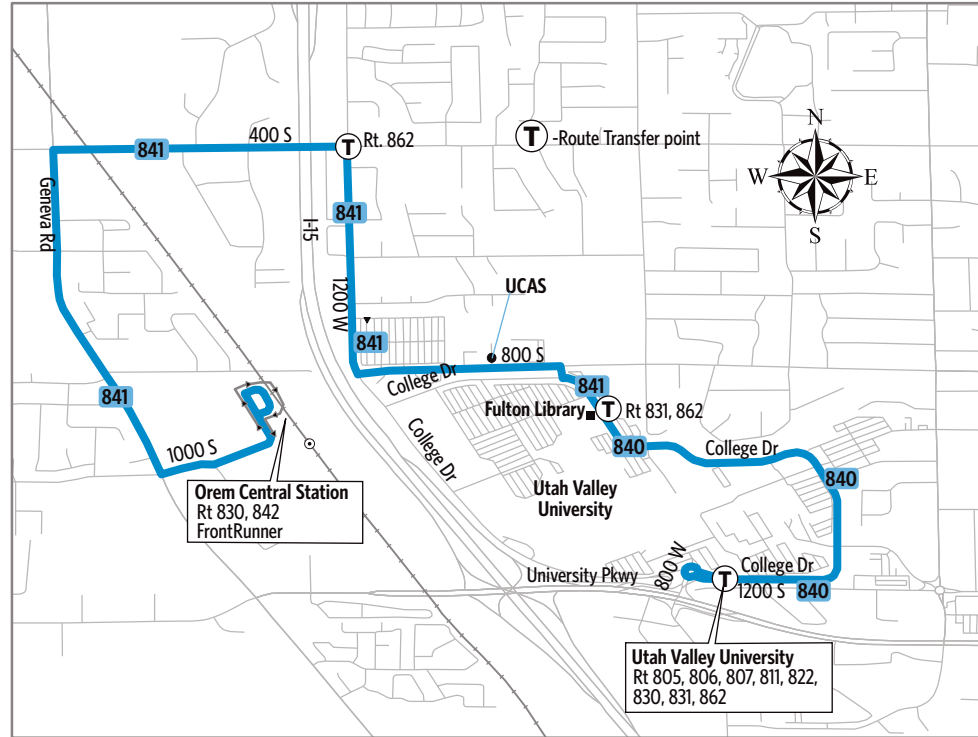 N
W
E
S
T
-Route Transfer point
400 S
T
Rt. 862
841
841
Geneva Rd
I-15
1200 W
UCAS
841
800 S
College Dr
841
Fulton Library
T
Rt 831, 862
841
College Dr
840
College Dr
1000 S
840
Utah Valley
University
Orem Central Station
Rt 830, 842
FrontRunner
800 W
College Dr
University Pkwy
T
1200 S
840
Utah Valley University
Rt 805, 806, 807, 811, 822,
830, 831, 862